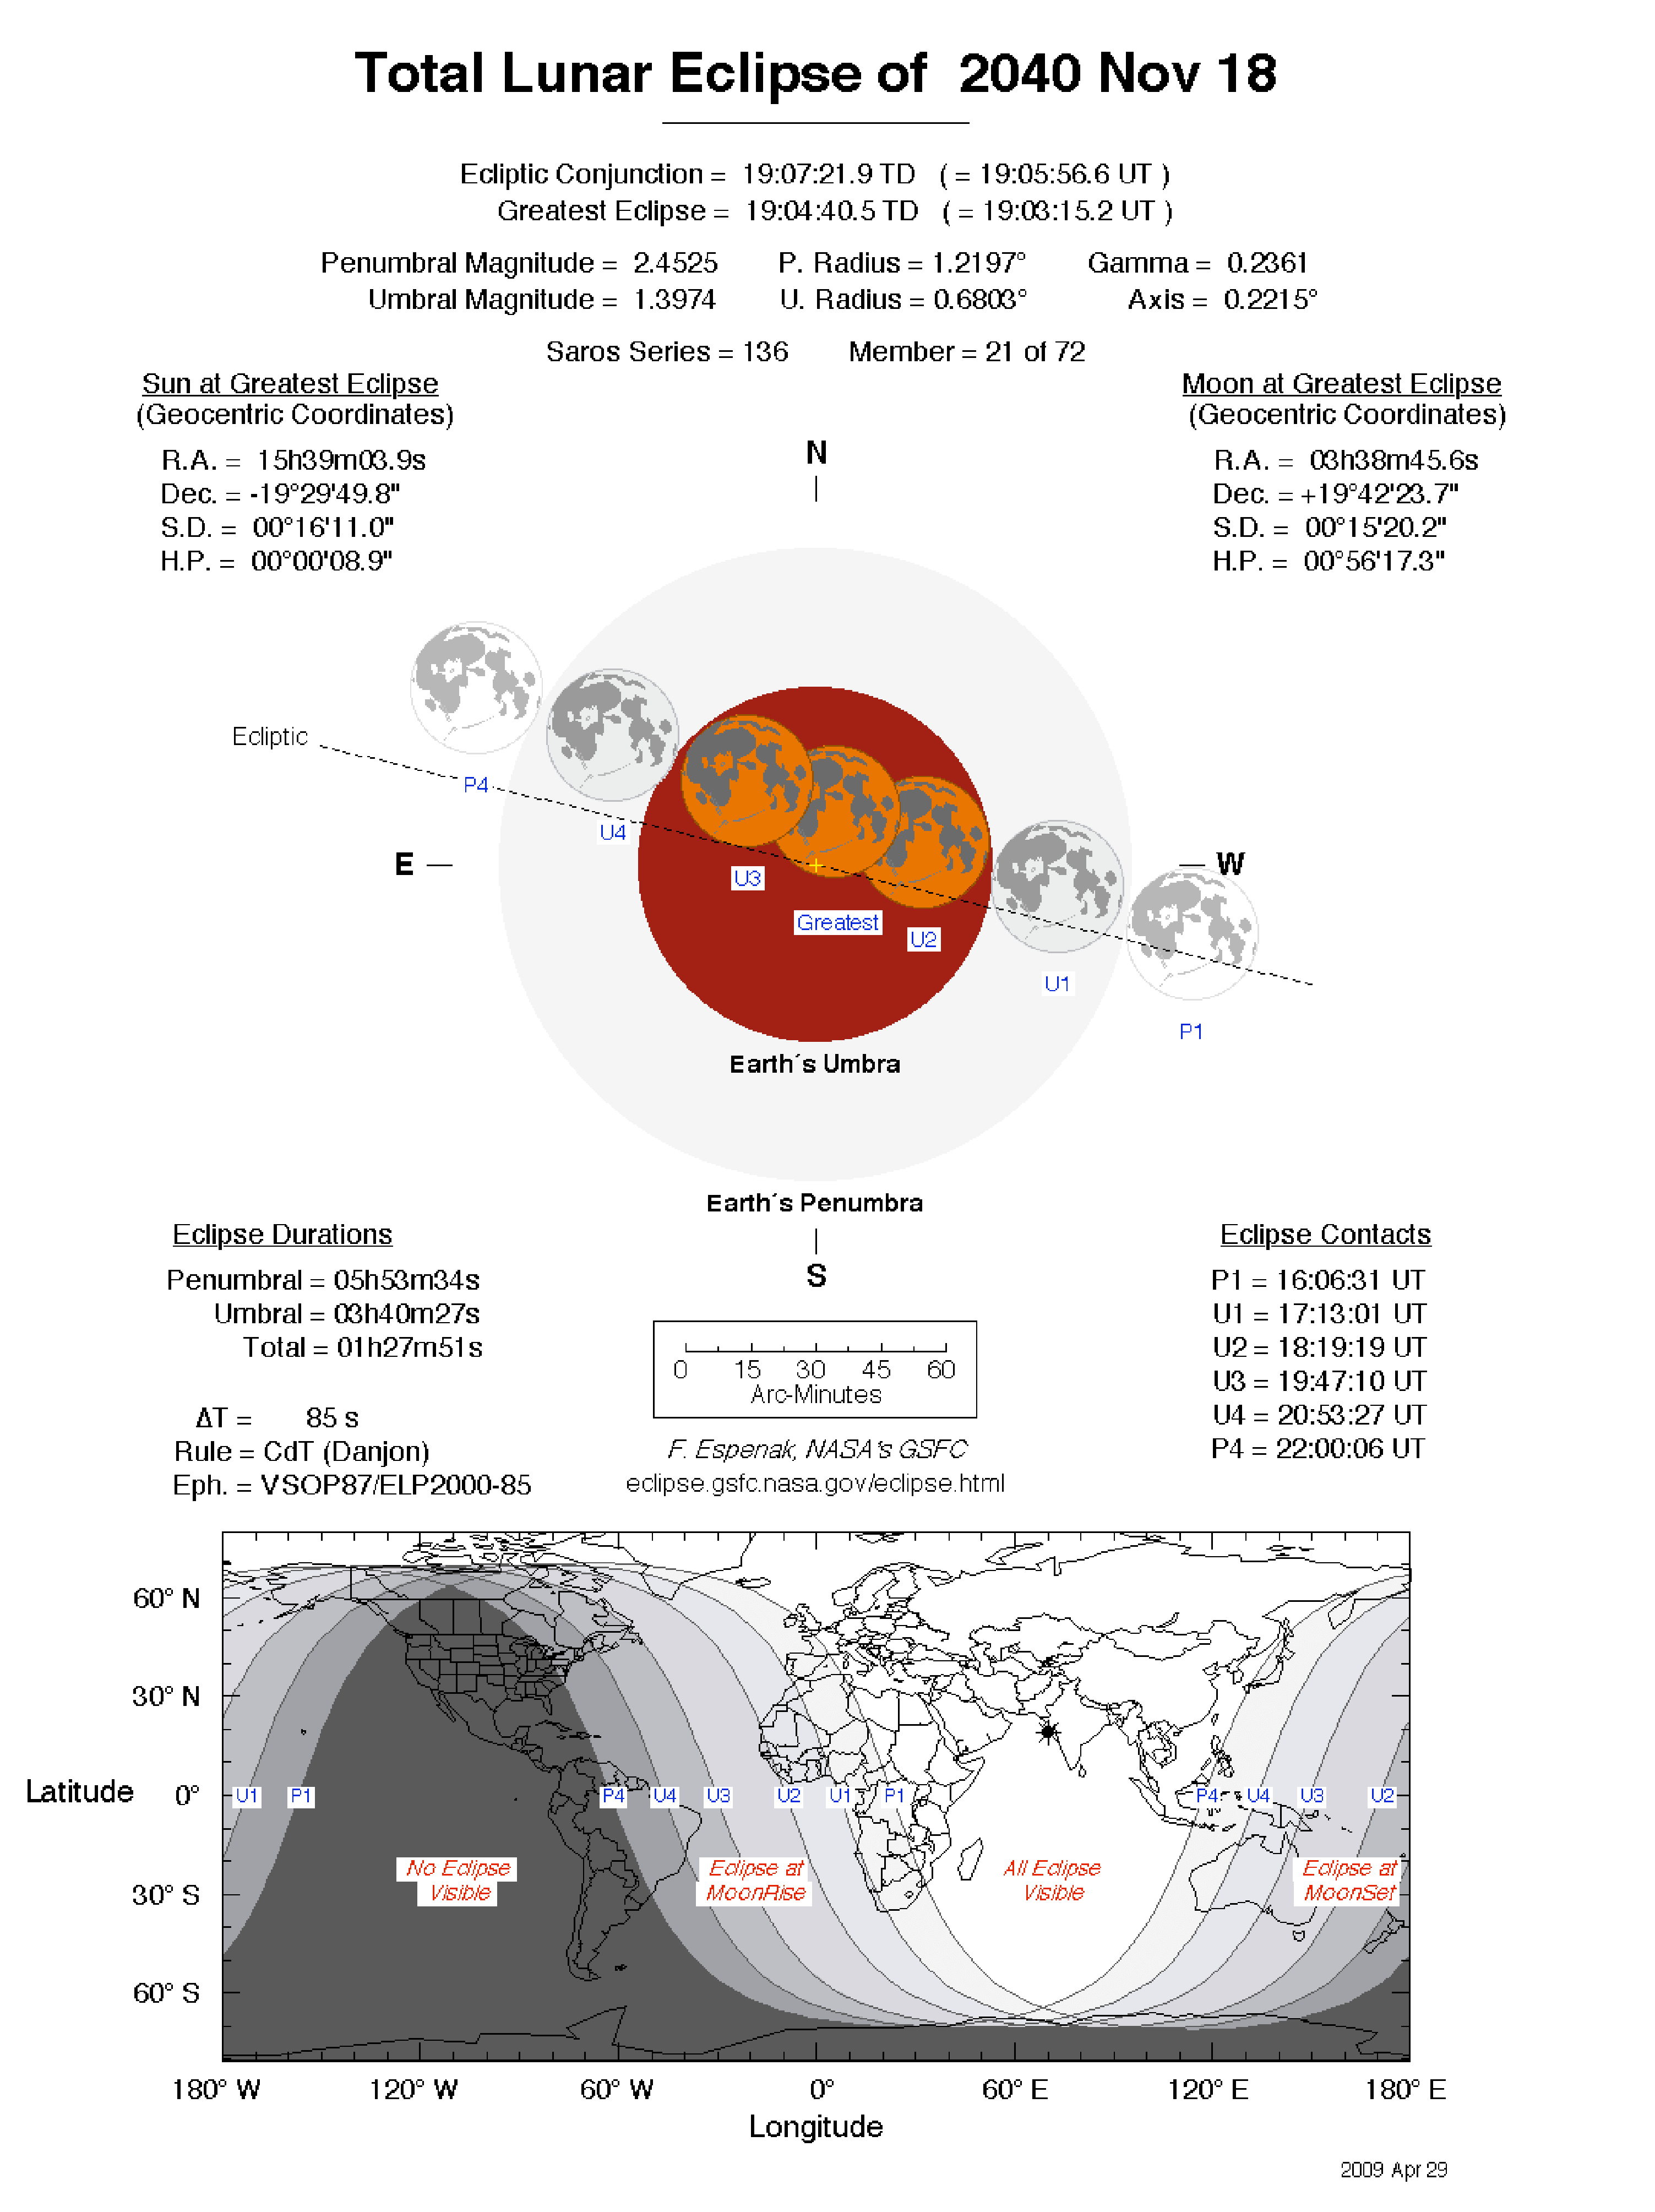 Total Lunar Eclipse of 2040 Nov 18
Ecliptic Conjunction = 19:07:21.9 TD ( = 19:05:56.6 UT )
Greatest Eclipse = 19:04:40.5 TD ( = 19:03:15.2 UT )
Penumbral Magnitude = 2.4525 P. Radius = 1.2197° Gamma = 0.2361
Umbral Magnitude = 1.3974 U. Radius = 0.6803° Axis = 0.2215°
Saros Series = 136 Member = 21 of 72
Sun at Greatest Eclipse
(Geocentric Coordinates)
R.A. = 15h39m03.9s
Dec. = -19°29'49.8"
S.D. = 00°16'11.0"
H.P. = 00°00'08.9"
Moon at Greatest Eclipse
(Geocentric Coordinates)
R.A. = 03h38m45.6s
Dec. = +19°42'23.7"
S.D. = 00°15'20.2"
H.P. = 00°56'17.3"
N
Ecliptic
P4
U4
E
W
U3
Greatest
U2
U1
P1
Earth´s Umbra
Earth´s Penumbra
S
Eclipse Durations
Penumbral = 05h53m34s
Umbral = 03h40m27s
Total = 01h27m51s
ΔT = 85 s
Rule = CdT (Danjon)
Eph. = VSOP87/ELP2000-85
0 15 30 45 60
Arc-Minutes
F. Espenak, NASA's GSFC
eclipse.gsfc.nasa.gov/eclipse.html
Eclipse Contacts
P1 = 16:06:31 UT
U1 = 17:13:01 UT
U2 = 18:19:19 UT
U3 = 19:47:10 UT
U4 = 20:53:27 UT
P4 = 22:00:06 UT
60° N
30° N
Latitude 0°
30° S
60° S
U1 P1 P4 U4 U3 U2 U1 P1 P4 U4 U3 U2
No Eclipse
Visible
Eclipse at
MoonRise
All Eclipse
Visible
Eclipse at
MoonSet
180° W 120° W 60° W 0° 60° E 120° E 180° E
Longitude
2009 Apr 29